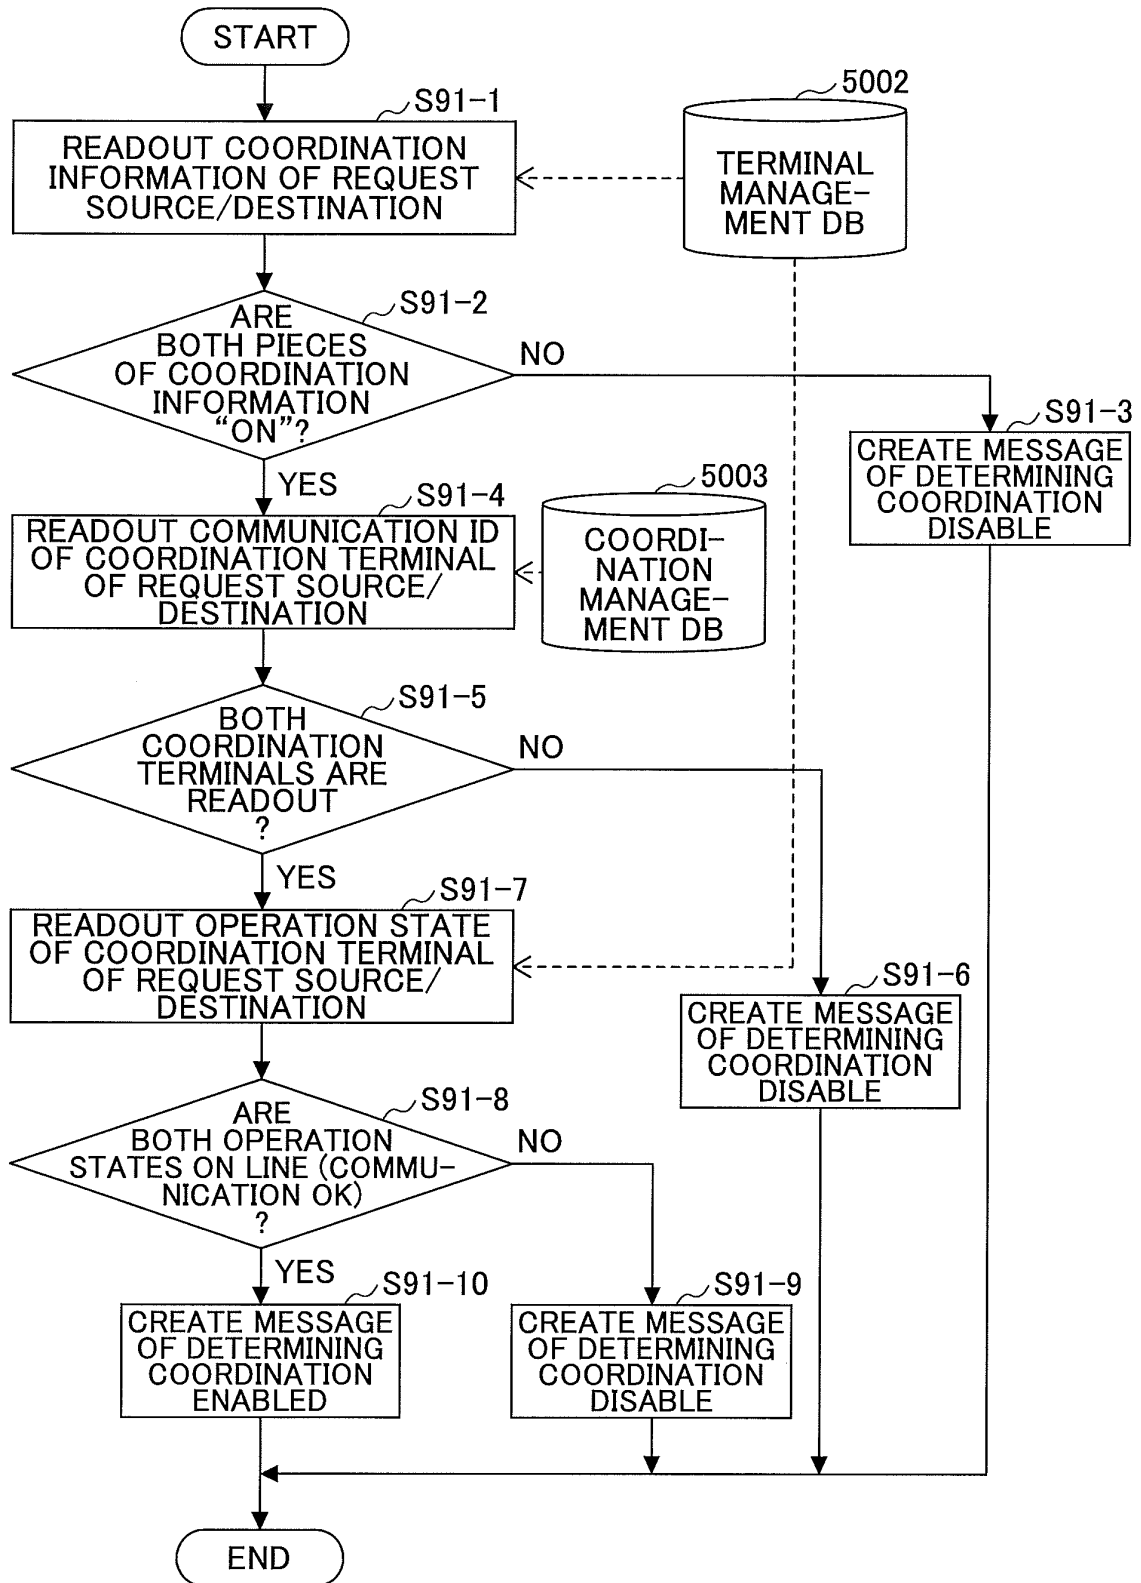 START
S91-1
READOUT COORDINATION
INFORMATION OF REQUEST
SOURCE/DESTINATION
5002
TERMINAL
MANAGE-
MENT DB
S91-2
ARE
BOTH PIECES
OF COORDINATION
INFORMATION
“ON”?
NO
YES
S91-3
CREATE MESSAGE
OF DETERMINING
COORDINATION
DISABLE
S91-4
READOUT COMMUNICATION ID
OF COORDINATION TERMINAL
OF REQUEST SOURCE/
DESTINATION
5003
COORDI-
NATION
MANAGE-
MENT DB
S91-5
BOTH
COORDINATION
TERMINALS ARE
READOUT
?
NO
YES
S91-7
READOUT OPERATION STATE
OF COORDINATION TERMINAL
OF REQUEST SOURCE/
DESTINATION
S91-6
CREATE MESSAGE
OF DETERMINING
COORDINATION
DISABLE
S91-8
ARE
BOTH OPERATION
STATES ON LINE (COMMU-
NICATION OK)
?
NO
YES
S91-10
CREATE MESSAGE
OF DETERMINING
COORDINATION
ENABLED
S91-9
CREATE MESSAGE
OF DETERMINING
COORDINATION
DISABLE
END